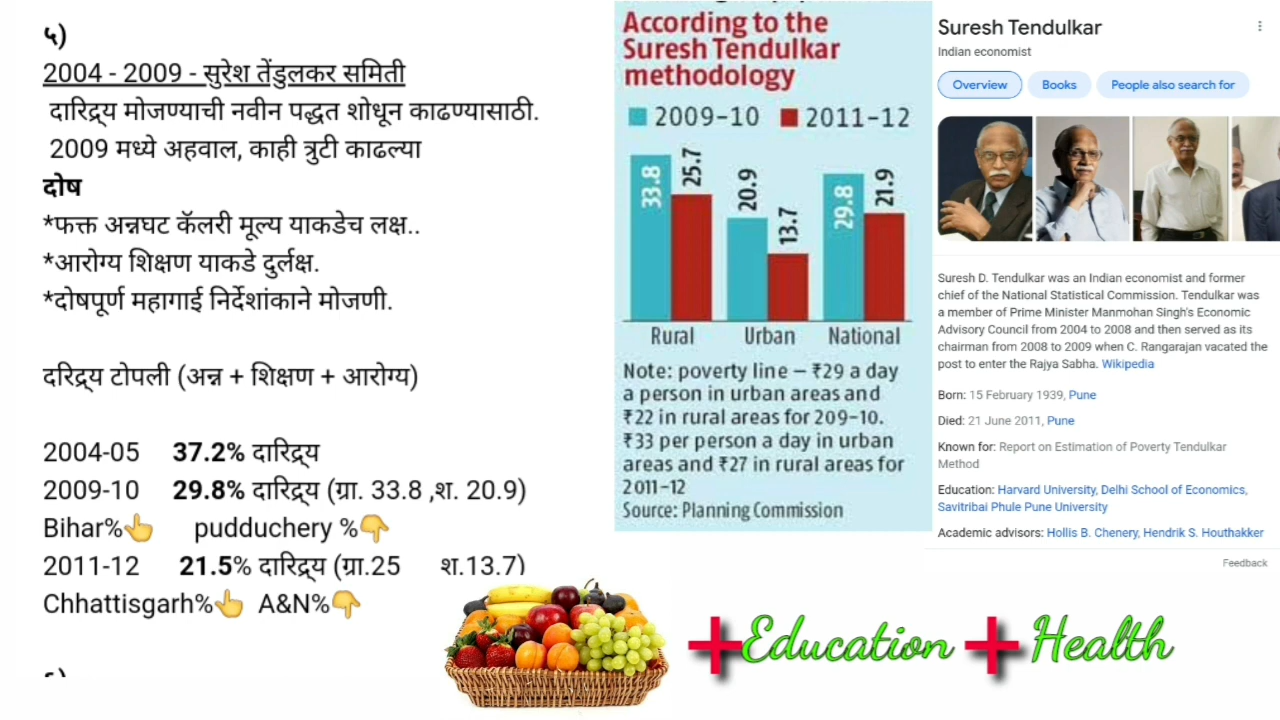 ५)
2004 - 2009 - सुरेश तेंडुलकर समिती
दारिद्र्य मोजण्याची नवीन पद्धत शोधून काढण्यासाठी.
2009 मध्ये अहवाल, काही त्रुटी काढल्या
दोष
*फक्त अन्नघट कॅलरी मूल्य याकडेच लक्ष..
*आरोग्य शिक्षण याकडे दुर्लक्ष.
*दोषपूर्ण महागाई निर्देशांकाने मोजणी.
दरिद्र्य टोपली (अन्न + शिक्षण + आरोग्य)
2004-05 37.2% दारिद्र्य
2009-10 29.8% दारिद्र्य (ग्रा. 33.8 ,श. 20.9)
Bihar%👆 pudduchery %👇
2011-12 21.5% दारिद्र्य (ग्रा.25 श.13.7)
Chhattisgarh%👆 A&N%👇
According to the
Suresh Tendulkar
methodology
2009-10 2011-12
33.8 25.7 20.9 13.7 29.8 21.9
Rural Urban National
Note: poverty line – ₹29 a day
a person in urban areas and
₹22 in rural areas for 209-10.
₹33 per person a day in urban
areas and ₹27 in rural areas for
2011-12
Source: Planning Commission
Suresh Tendulkar
Indian economist
Overview Books People also search for
Suresh D. Tendulkar was an Indian economist and former
chief of the National Statistical Commission. Tendulkar was
a member of Prime Minister Manmohan Singh's Economic
Advisory Council from 2004 to 2008 and then served as its
chairman from 2008 to 2009 when C. Rangarajan vacated the
post to enter the Rajya Sabha. Wikipedia
Born: 15 February 1939, Pune
Died: 21 June 2011, Pune
Known for: Report on Estimation of Poverty Tendulkar
Method
Education: Harvard University, Delhi School of Economics,
Savitribai Phule Pune University
Academic advisors: Hollis B. Chenery, Hendrik S. Houthakker
Feedback
+Education + Health